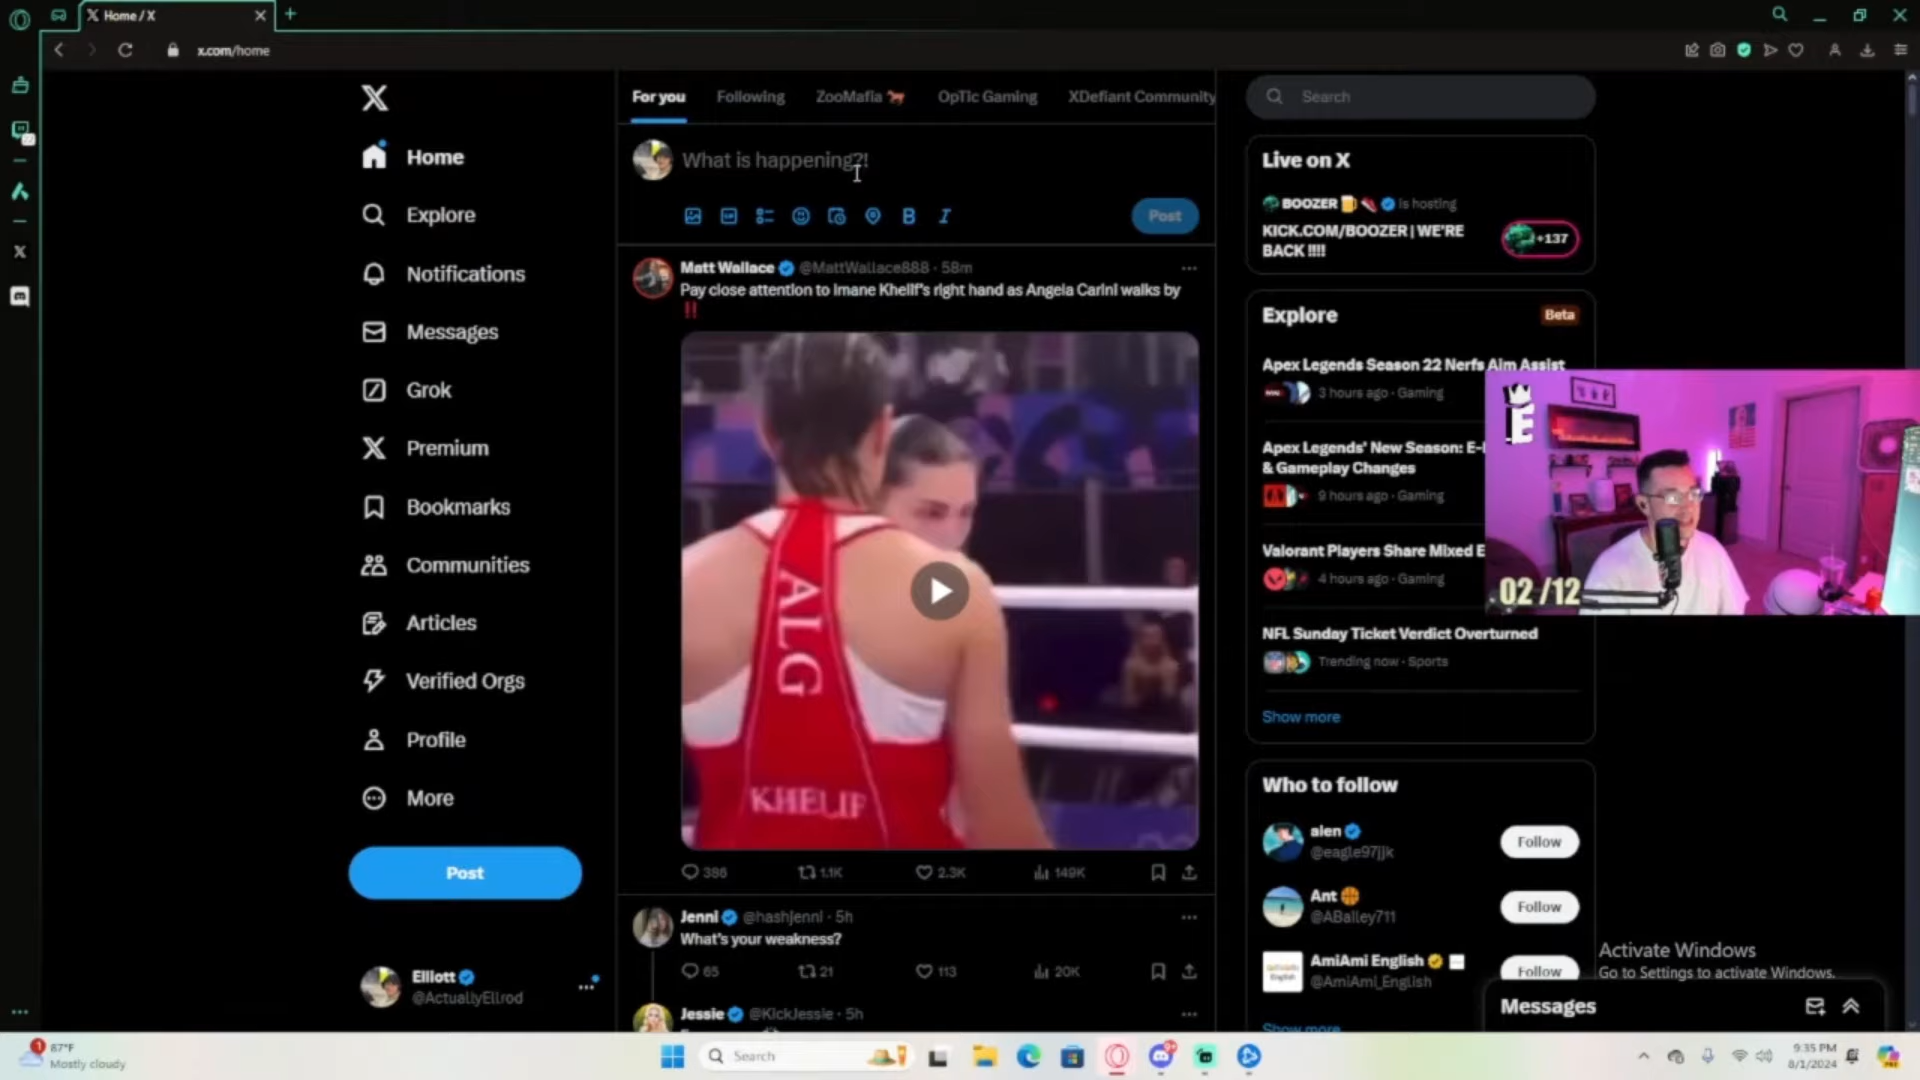 Home / X
x.com/home
Home
Explore
Notifications
Messages
Grok
Premium
Bookmarks
Communities
Articles
Verified Orgs
Profile
More
Post
Elliott
@ActuallyEllrod
For you
Following
ZooMafia
OpTic Gaming
XDefiant Community
What is happening?!
Post
Matt Wallace @MattWallace888 · 58m
Pay close attention to Imane Khelif's right hand as Angela Carini walks by
‼
ALG
KHELIF
386
1.1K
2.3K
149K
Jenni @hashjenni · 5h
What's your weakness?
65
21
113
20K
Jessie @KickJessie · 5h
Search
Live on X
BOOZER is hosting
KICK.COM/BOOZER | WE'RE
BACK !!!!
+137
Explore
Beta
Apex Legends Season 22 Nerfs Aim Assist
3 hours ago · Gaming
Apex Legends' New Season: E-
& Gameplay Changes
9 hours ago · Gaming
Valorant Players Share Mixed E
4 hours ago · Gaming
NFL Sunday Ticket Verdict Overturned
Trending now · Sports
Show more
E
02 /12
Who to follow
alen
@eagle97jjk
Follow
Ant
@ABailey711
Follow
AmiAmi English
@AmiAmi_English
Follow
Show more
Activate Windows
Go to Settings to activate Windows.
Messages
1
87°F
Mostly cloudy
Search
9:35 PM
8/1/2024